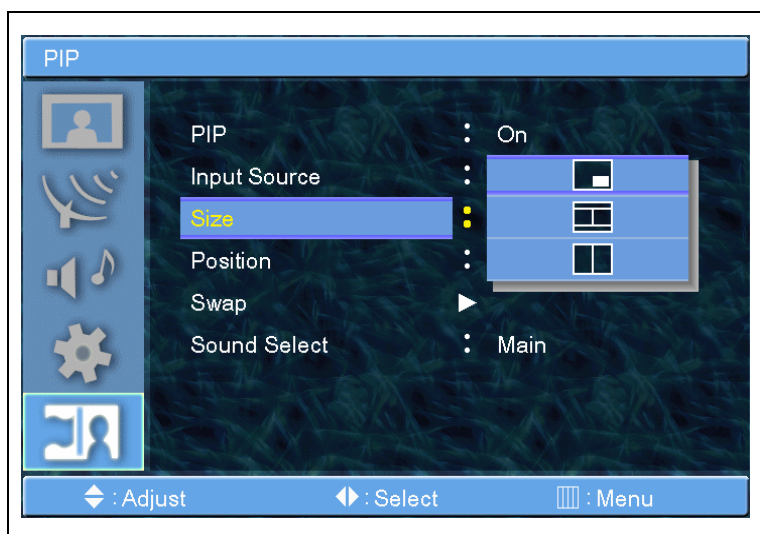 PIP
PIP : On
Input Source :
Size :
Position :
Swap
Sound Select : Main
: Adjust : Select : Menu